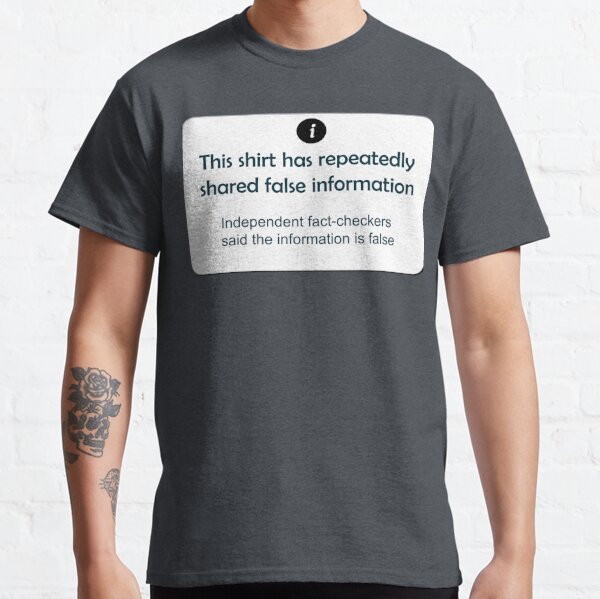 i
This shirt has repeatedly
shared false information
Independent fact-checkers
said the information is false